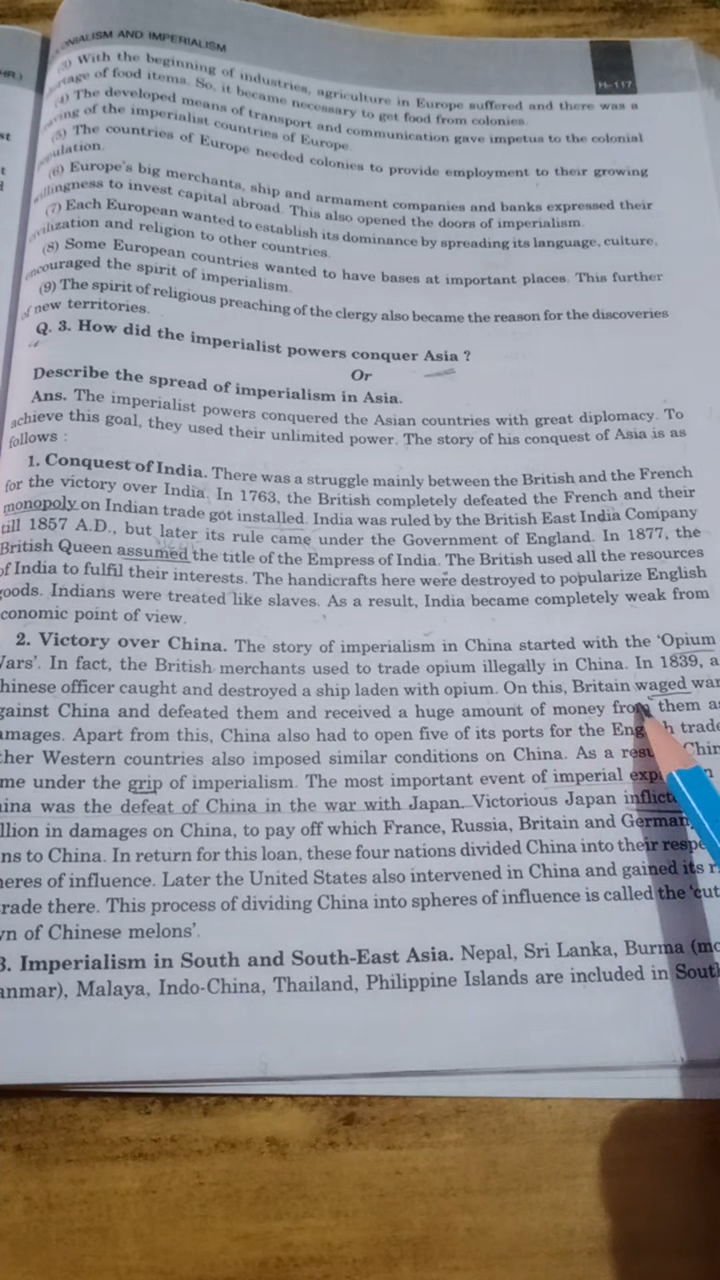 ONIALISM AND IMPERIALISM
H-117
HR)
st
t
(3) With the beginning of industries, agriculture in Europe suffered and there was a
shortage of food items. So, it became necessary to get food from colonies.
(4) The developed means of transport and communication gave impetus to the colonial
of the imperialist countries of Europe.
(5) The countries of Europe needed colonies to provide employment to their growing
pulation.
(6) Europe's big merchants, ship and armament companies and banks expressed their
willingness to invest capital abroad. This also opened the doors of imperialism.
(7) Each European wanted to establish its dominance by spreading its language, culture,
civilization and religion to other countries.
(8) Some European countries wanted to have bases at important places. This further
encouraged the spirit of imperialism.
(9) The spirit of religious preaching of the clergy also became the reason for the discoveries
of new territories.
Q. 3. How did the imperialist powers conquer Asia ?
Or
Describe the spread of imperialism in Asia.
Ans. The imperialist powers conquered the Asian countries with great diplomacy. To
achieve this goal, they used their unlimited power. The story of his conquest of Asia is as
follows :
1. Conquest of India. There was a struggle mainly between the British and the French
for the victory over India. In 1763, the British completely defeated the French and their
monopoly on Indian trade got installed. India was ruled by the British East India Company
till 1857 A.D., but later its rule came under the Government of England. In 1877, the
British Queen assumed the title of the Empress of India. The British used all the resources
of India to fulfil their interests. The handicrafts here were destroyed to popularize English
goods. Indians were treated like slaves. As a result, India became completely weak from
conomic point of view.
2. Victory over China. The story of imperialism in China started with the 'Opium
Wars'. In fact, the British merchants used to trade opium illegally in China. In 1839, a
hinese officer caught and destroyed a ship laden with opium. On this, Britain waged war
gainst China and defeated them and received a huge amount of money from them as
amages. Apart from this, China also had to open five of its ports for the Eng h trade
ther Western countries also imposed similar conditions on China. As a resu Chin
me under the grip of imperialism. The most important event of imperial exp n
ina was the defeat of China in the war with Japan. Victorious Japan inflict
llion in damages on China, to pay off which France, Russia, Britain and German
ns to China. In return for this loan, these four nations divided China into their respe
heres of influence. Later the United States also intervened in China and gained its r
rade there. This process of dividing China into spheres of influence is called the 'cut
wn of Chinese melons'.
3. Imperialism in South and South-East Asia. Nepal, Sri Lanka, Burma (mo
anmar), Malaya, Indo-China, Thailand, Philippine Islands are included in South